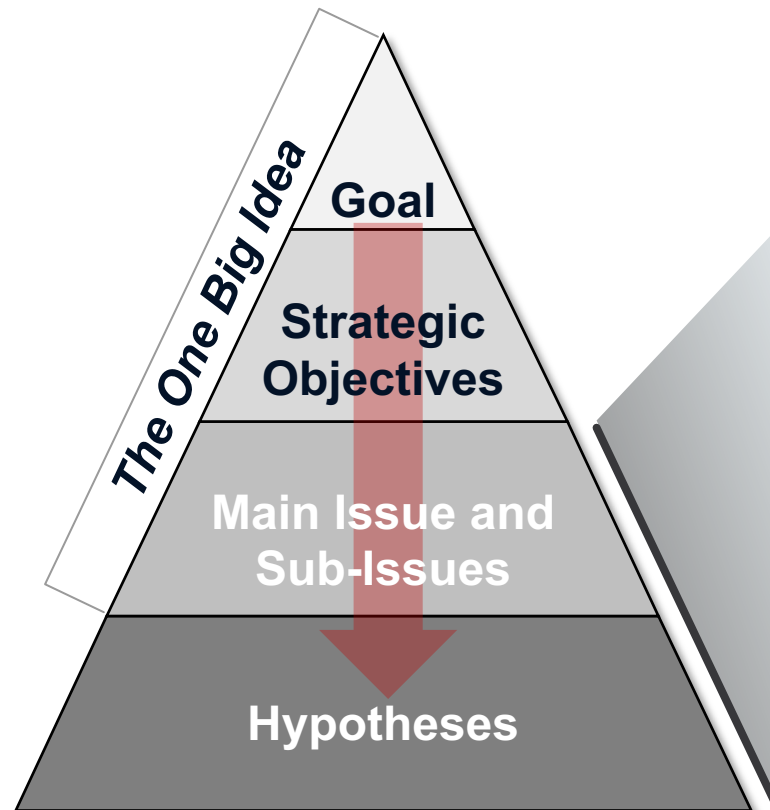 The One Big Idea
Goal
Strategic
Objectives
Main Issue and
Sub-Issues
Hypotheses